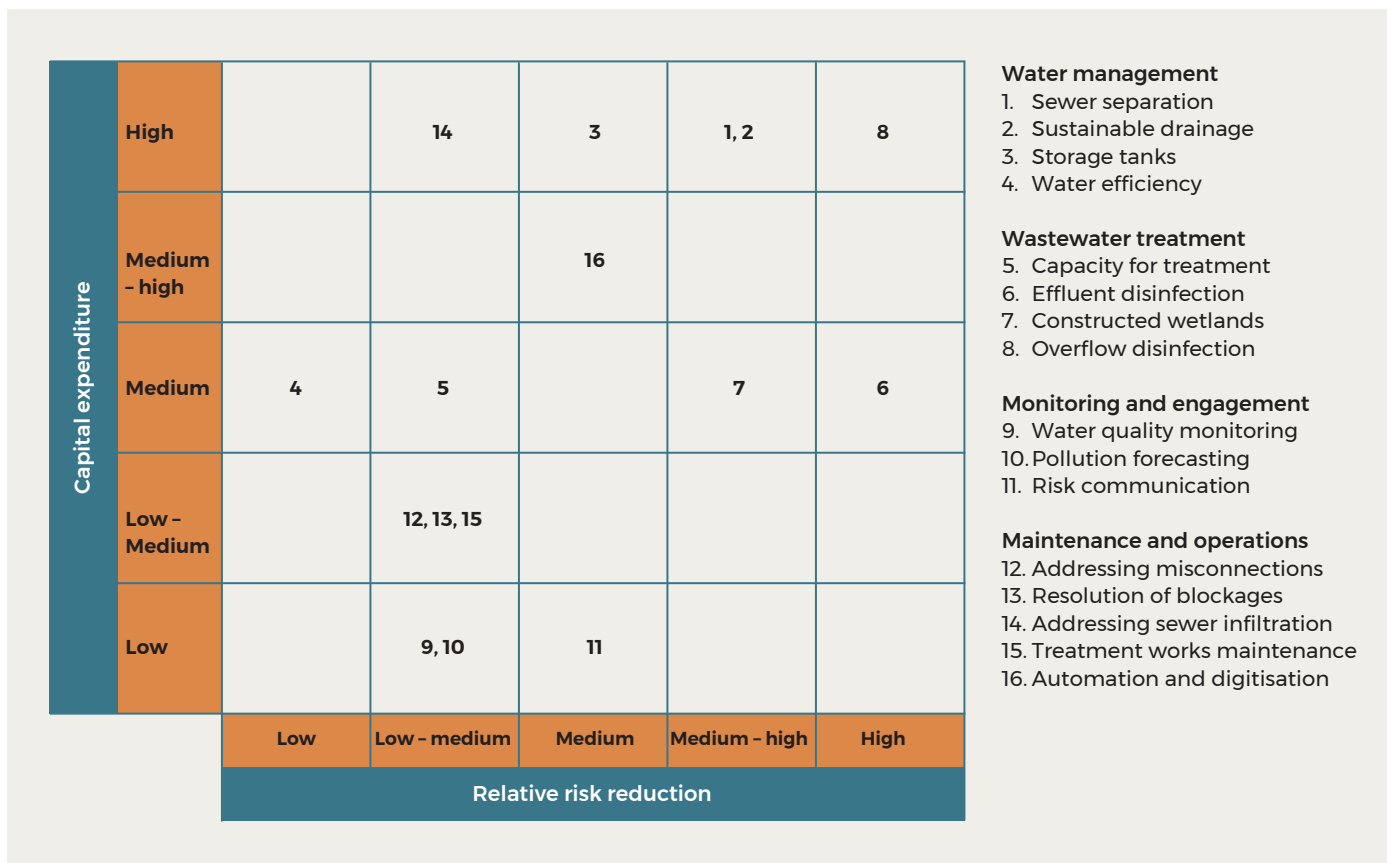 Capital expenditure
High
14
3
1, 2
8
Medium
– high
16
Medium
4
5
7
6
Low –
Medium
12, 13, 15
Low
9, 10
11
Low
Low – medium
Medium
Medium – high
High
Relative risk reduction
Water management
1. Sewer separation
2. Sustainable drainage
3. Storage tanks
4. Water efficiency
Wastewater treatment
5. Capacity for treatment
6. Effluent disinfection
7. Constructed wetlands
8. Overflow disinfection
Monitoring and engagement
9. Water quality monitoring
10. Pollution forecasting
11. Risk communication
Maintenance and operations
12. Addressing misconnections
13. Resolution of blockages
14. Addressing sewer infiltration
15. Treatment works maintenance
16. Automation and digitisation